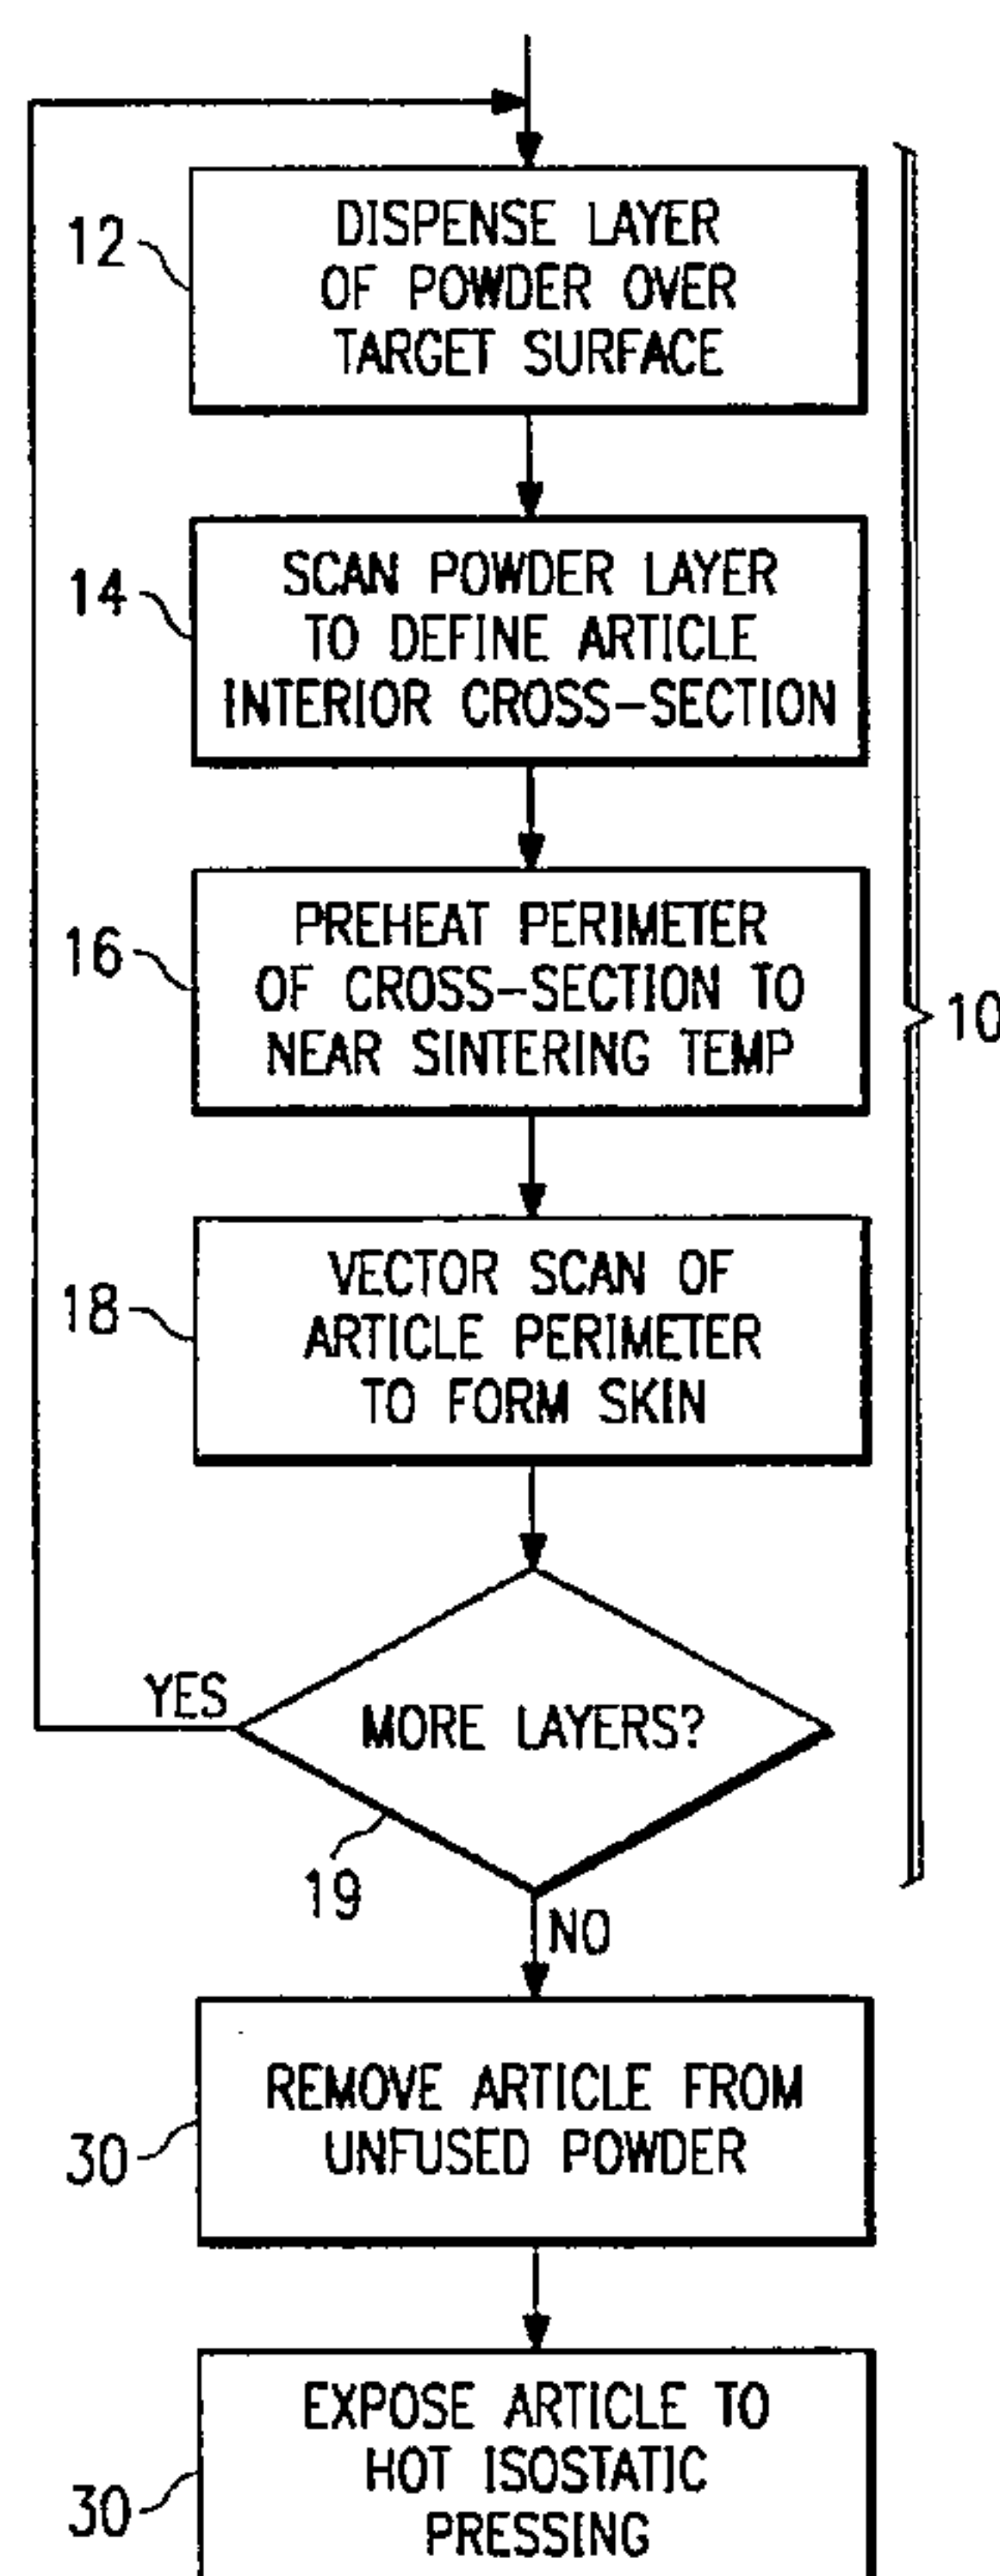 12
DISPENSE LAYER
OF POWDER OVER
TARGET SURFACE
14
SCAN POWDER LAYER
TO DEFINE ARTICLE
INTERIOR CROSS-SECTION
16
PREHEAT PERIMETER
OF CROSS-SECTION TO
NEAR SINTERING TEMP
10
18
VECTOR SCAN OF
ARTICLE PERIMETER
TO FORM SKIN
YES
MORE LAYERS?
19
NO
30
REMOVE ARTICLE FROM
UNFUSED POWDER
30
EXPOSE ARTICLE TO
HOT ISOSTATIC
PRESSING